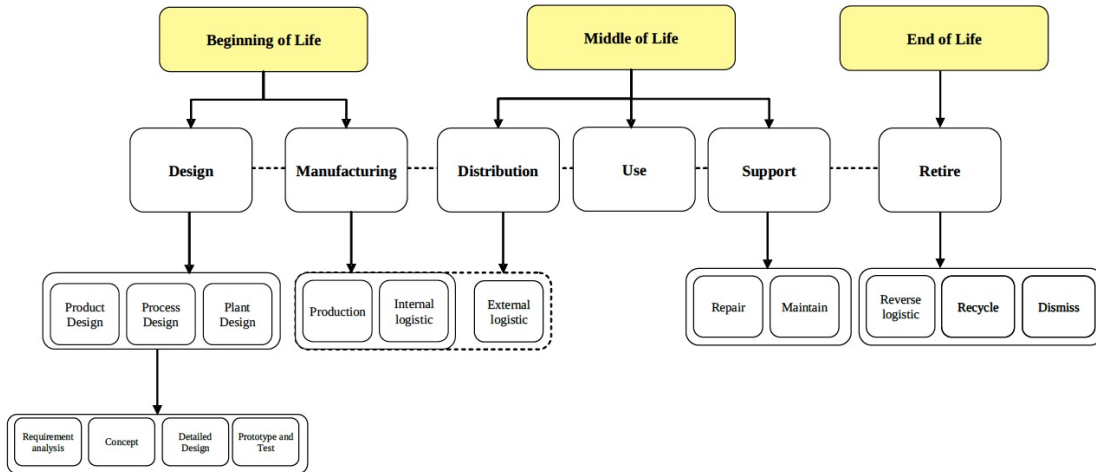 Beginning of Life
Middle of Life
End of Life
Design
Manufacturing
Distribution
Use
Support
Retire
Product
Design
Process
Design
Plant
Design
Production
Internal
logistic
External
logistic
Repair
Maintain
Reverse
logistic
Recycle
Dismiss
Requirement
analysis
Concept
Detailed
Design
Prototype and
Test